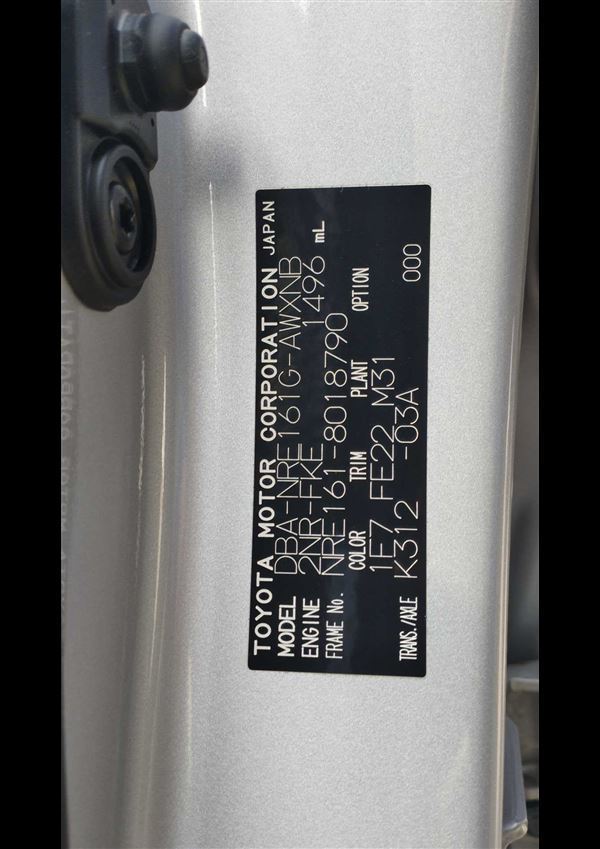 TOYOTA MOTOR CORPORATION JAPAN
MODEL DBA-NRE161G-AWXNB
ENGINE 2NR-FKE 1496 mL
FRAME No. NRE161-8018790
COLOR TRIM PLANT OPTION
1E7 FE22 M31 000
TRANS./AXLE K312 -03A